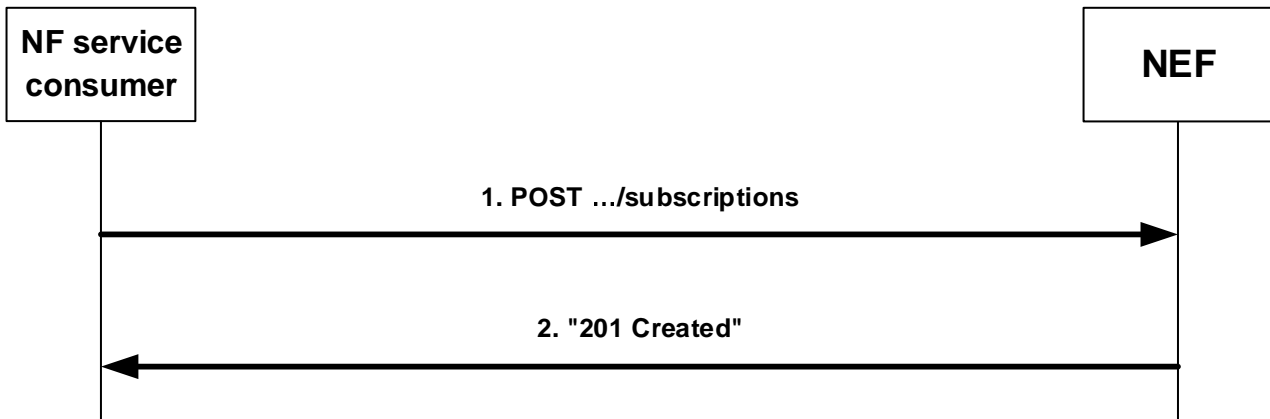 NF service
consumer
NEF
1. POST …/subscriptions
2. "201 Created"